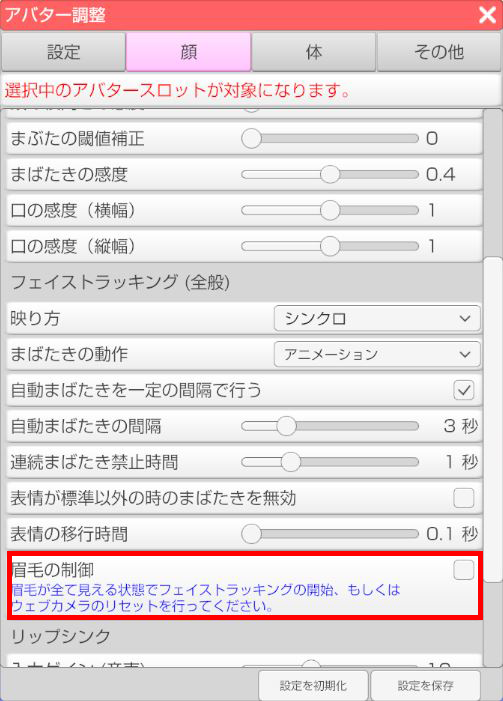 アバター調整
設定 顔 体 その他
選択中のアバタースロットが対象になります。
まぶたの閾値補正 0
まばたきの感度 0.4
口の感度（横幅） 1
口の感度（縦幅） 1
フェイストラッキング (全般)
映り方 シンクロ
まばたきの動作 アニメーション
自動まばたきを一定の間隔で行う
自動まばたきの間隔 3 秒
連続まばたき禁止時間 1 秒
表情が標準以外の時のまばたきを無効
表情の移行時間 0.1 秒
眉毛の制御
眉毛が全て見える状態でフェイストラッキングの開始、もしくは
ウェブカメラのリセットを行ってください。
リップシンク
設定を初期化 設定を保存